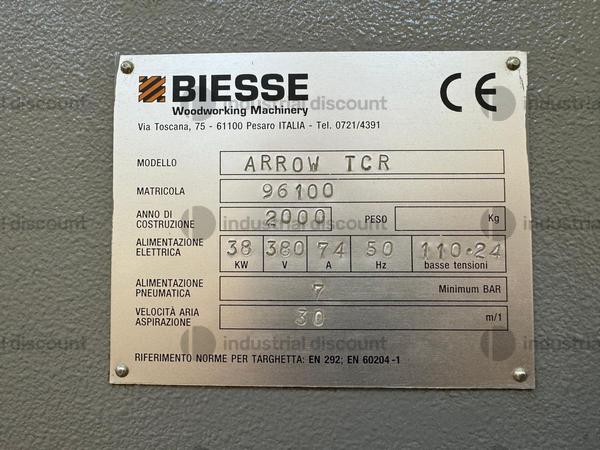 BIESSE
Woodworking Machinery
CE
Via Toscana, 75 - 61100 Pesaro ITALIA - Tel. 0721/4391
MODELLO ARROW TCR
MATRICOLA 96100
ANNO DI COSTRUZIONE 2000 PESO Kg
ALIMENTAZIONE ELETTRICA 38 KW 380 V 74 A 50 Hz 110·24 basse tensioni
ALIMENTAZIONE PNEUMATICA 7 Minimum BAR
VELOCITÀ ARIA ASPIRAZIONE 30 m/1
RIFERIMENTO NORME PER TARGHETTA: EN 292; EN 60204-1
industrial discount